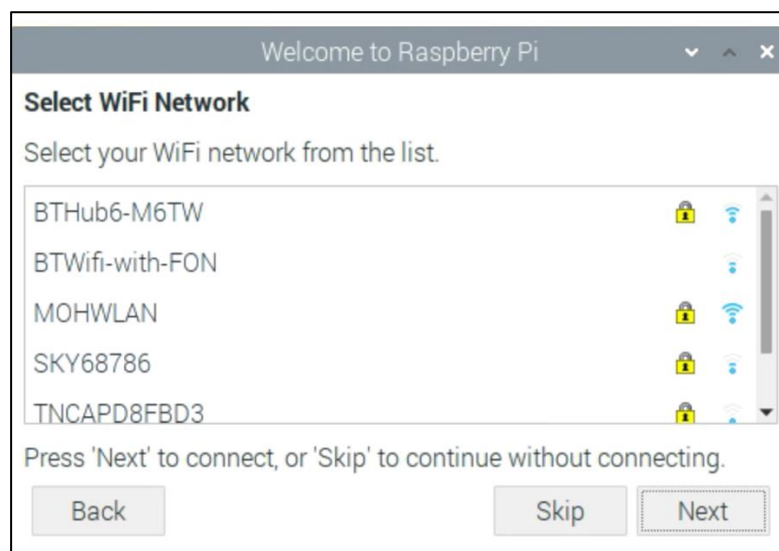 Welcome to Raspberry Pi
Select WiFi Network
Select your WiFi network from the list.
BTHub6-M6TW
BTWifi-with-FON
MOHWLAN
SKY68786
TNCAPD8FBD3
Press 'Next' to connect, or 'Skip' to continue without connecting.
Back Skip Next